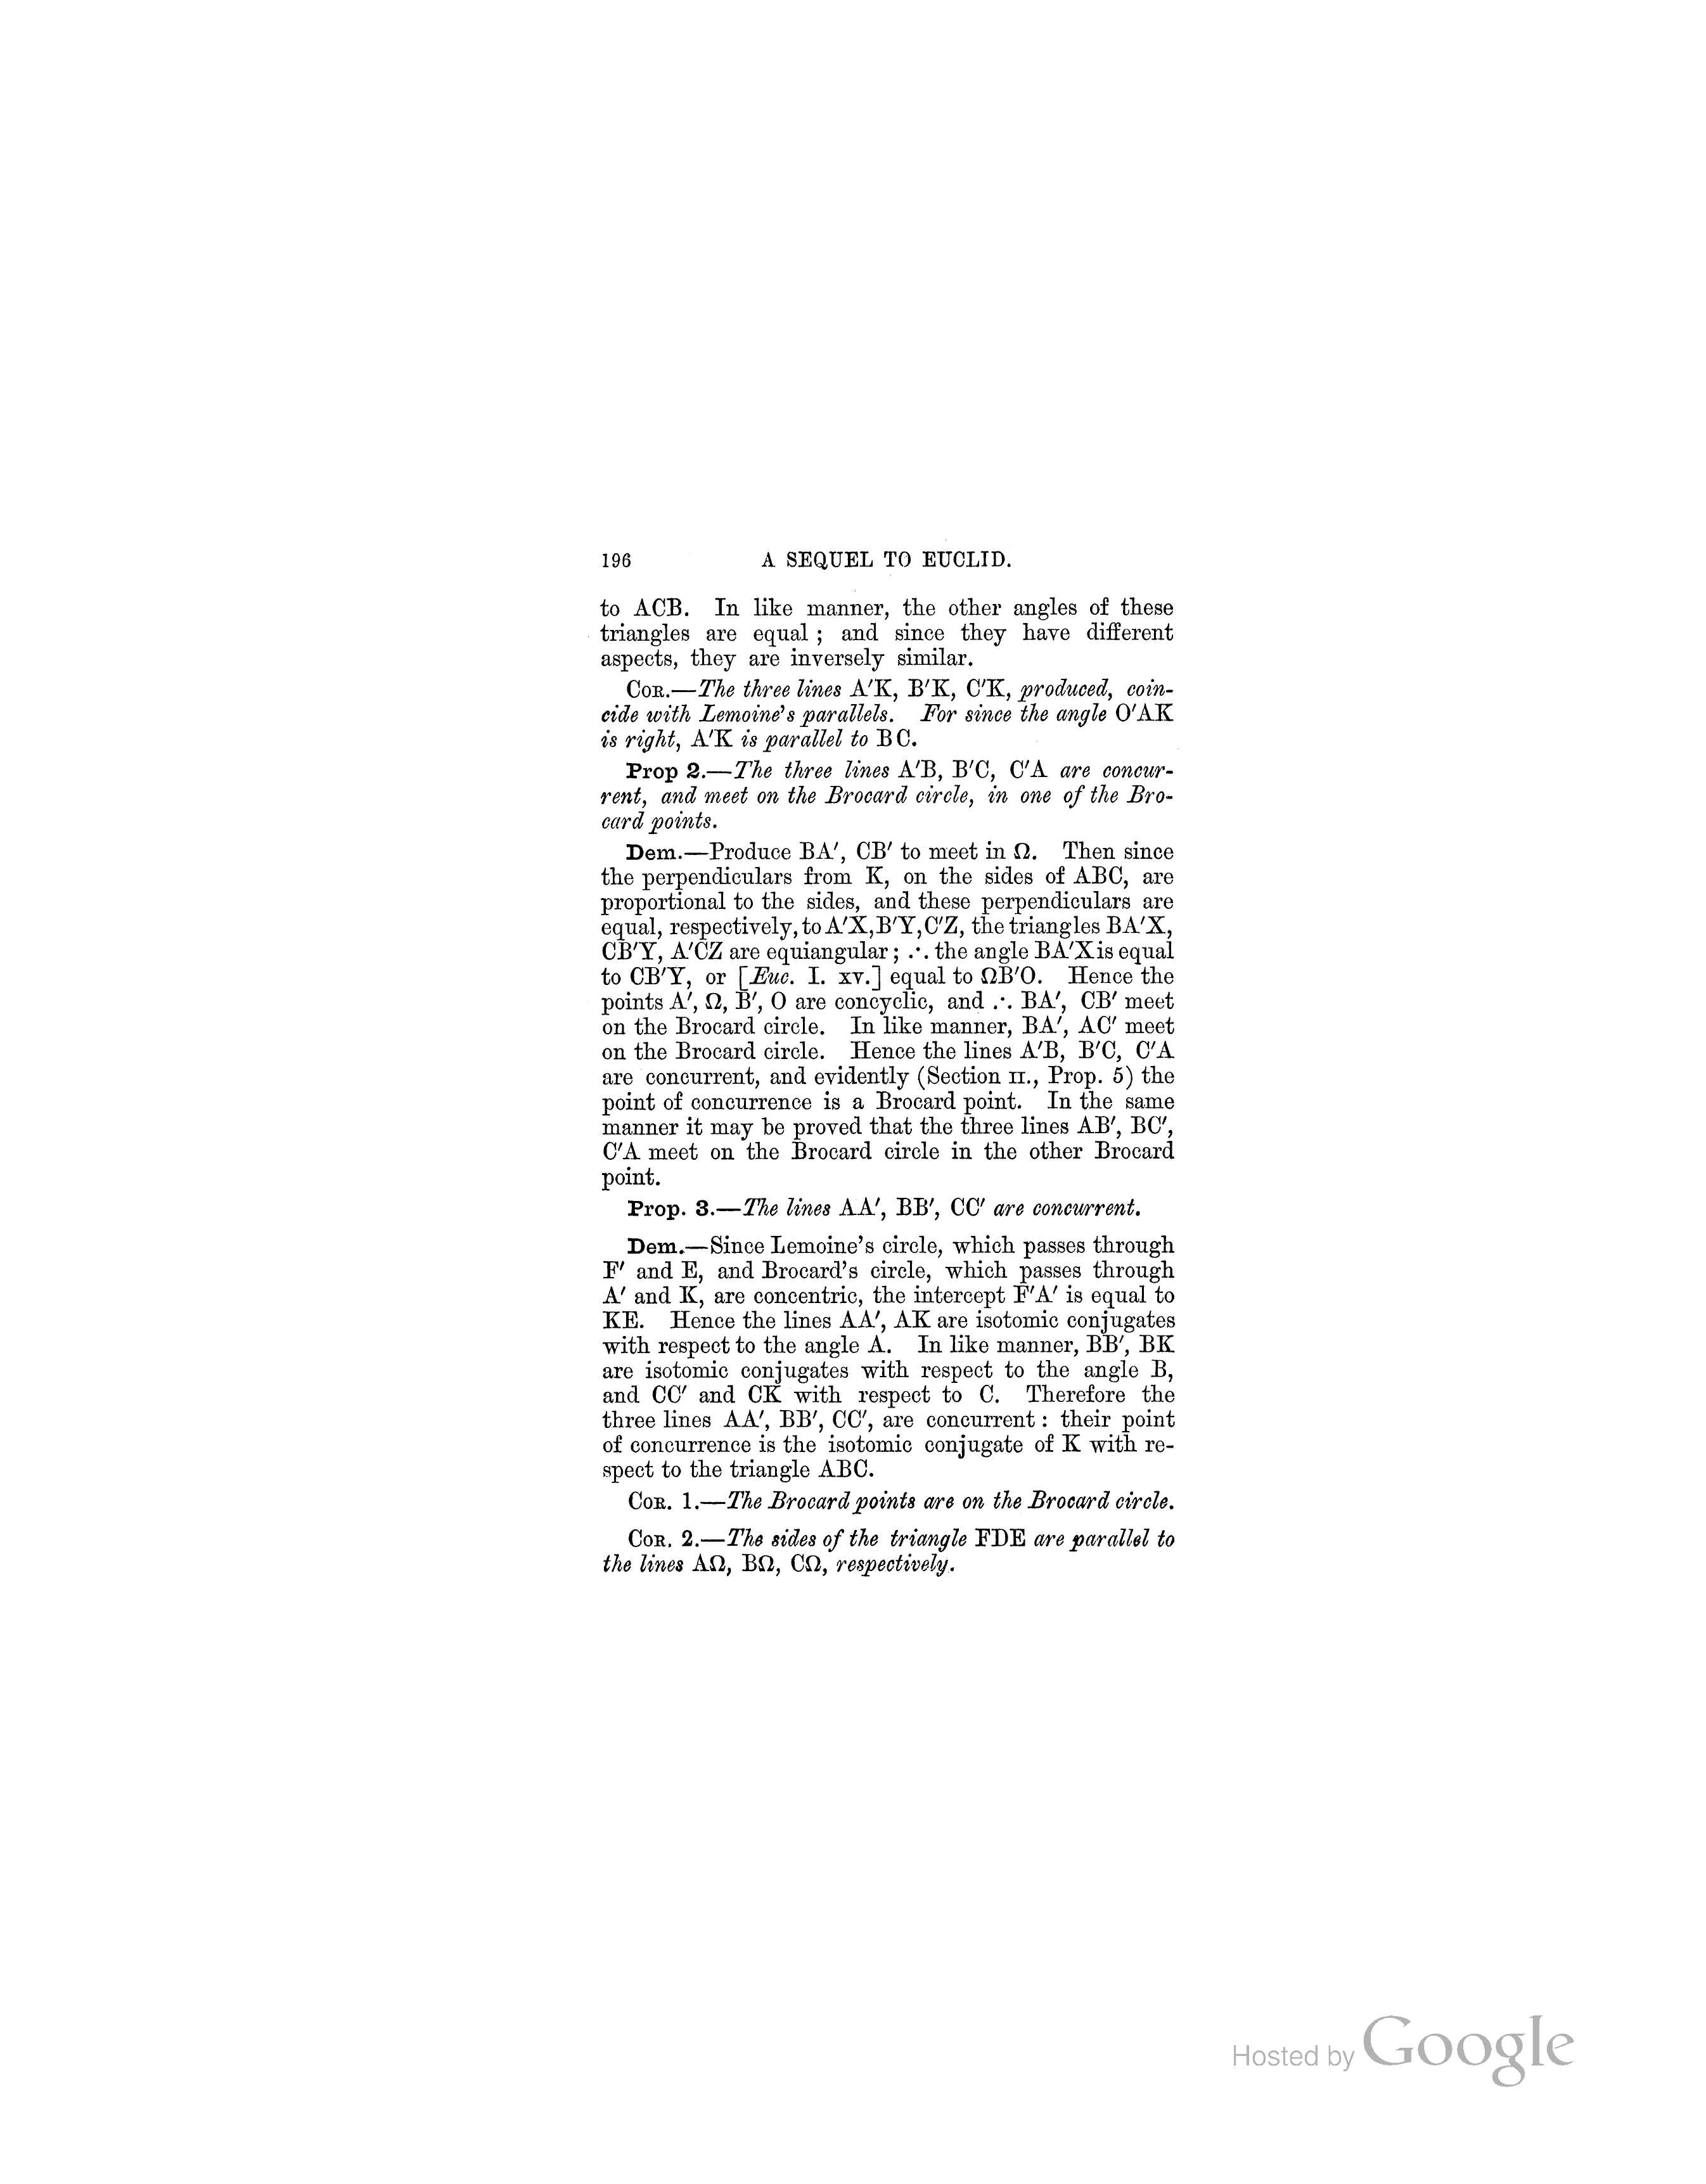 196 A SEQUEL TO EUCLID.
to ACB. In like manner, the other angles of these
triangles are equal ; and since they have different
aspects, they are inversely similar.
Cor.—The three lines A′K, B′K, C′K, produced, coin-
cide with Lemoine's parallels. For since the angle O′AK
is right, A′K is parallel to BC.
Prop 2.—The three lines A′B, B′C, C′A are concur-
rent, and meet on the Brocard circle, in one of the Bro-
card points.
Dem.—Produce BA′, CB′ to meet in Ω. Then since
the perpendiculars from K, on the sides of ABC, are
proportional to the sides, and these perpendiculars are
equal, respectively, to A′X, B′Y, C′Z, the triangles BA′X,
CB′Y, A′CZ are equiangular ; ∴ the angle BA′X is equal
to CB′Y, or [Euc. I. xv.] equal to ΩB′O. Hence the
points A′, Ω, B′, O are concyclic, and ∴ BA′, CB′ meet
on the Brocard circle. In like manner, BA′, AC′ meet
on the Brocard circle. Hence the lines A′B, B′C, C′A
are concurrent, and evidently (Section II., Prop. 5) the
point of concurrence is a Brocard point. In the same
manner it may be proved that the three lines AB′, BC′,
C′A meet on the Brocard circle in the other Brocard
point.
Prop. 3.—The lines AA′, BB′, CC′ are concurrent.
Dem.—Since Lemoine's circle, which passes through
F′ and E, and Brocard's circle, which passes through
A′ and K, are concentric, the intercept F′A′ is equal to
KE. Hence the lines AA′, AK are isotomic conjugates
with respect to the angle A. In like manner, BB′, BK
are isotomic conjugates with respect to the angle B,
and CC′ and CK with respect to C. Therefore the
three lines AA′, BB′, CC′, are concurrent : their point
of concurrence is the isotomic conjugate of K with re-
spect to the triangle ABC.
Cor. 1.—The Brocard points are on the Brocard circle.
Cor. 2.—The sides of the triangle FDE are parallel to
the lines AΩ, BΩ, CΩ, respectively.
Hosted by Google